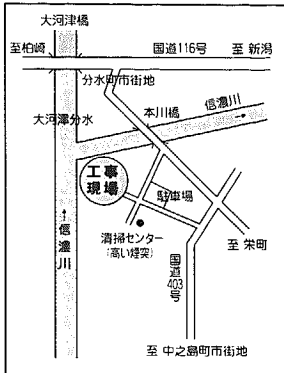 大河津橋
至柏崎
国道116号
至 新潟
分水町市街地
大河津分水
本川橋
信濃川
→
工事
現場
駐車場
清掃センター
(高い煙突)
↑信濃川
国道403号
至 栄町
至 中之島町市街地